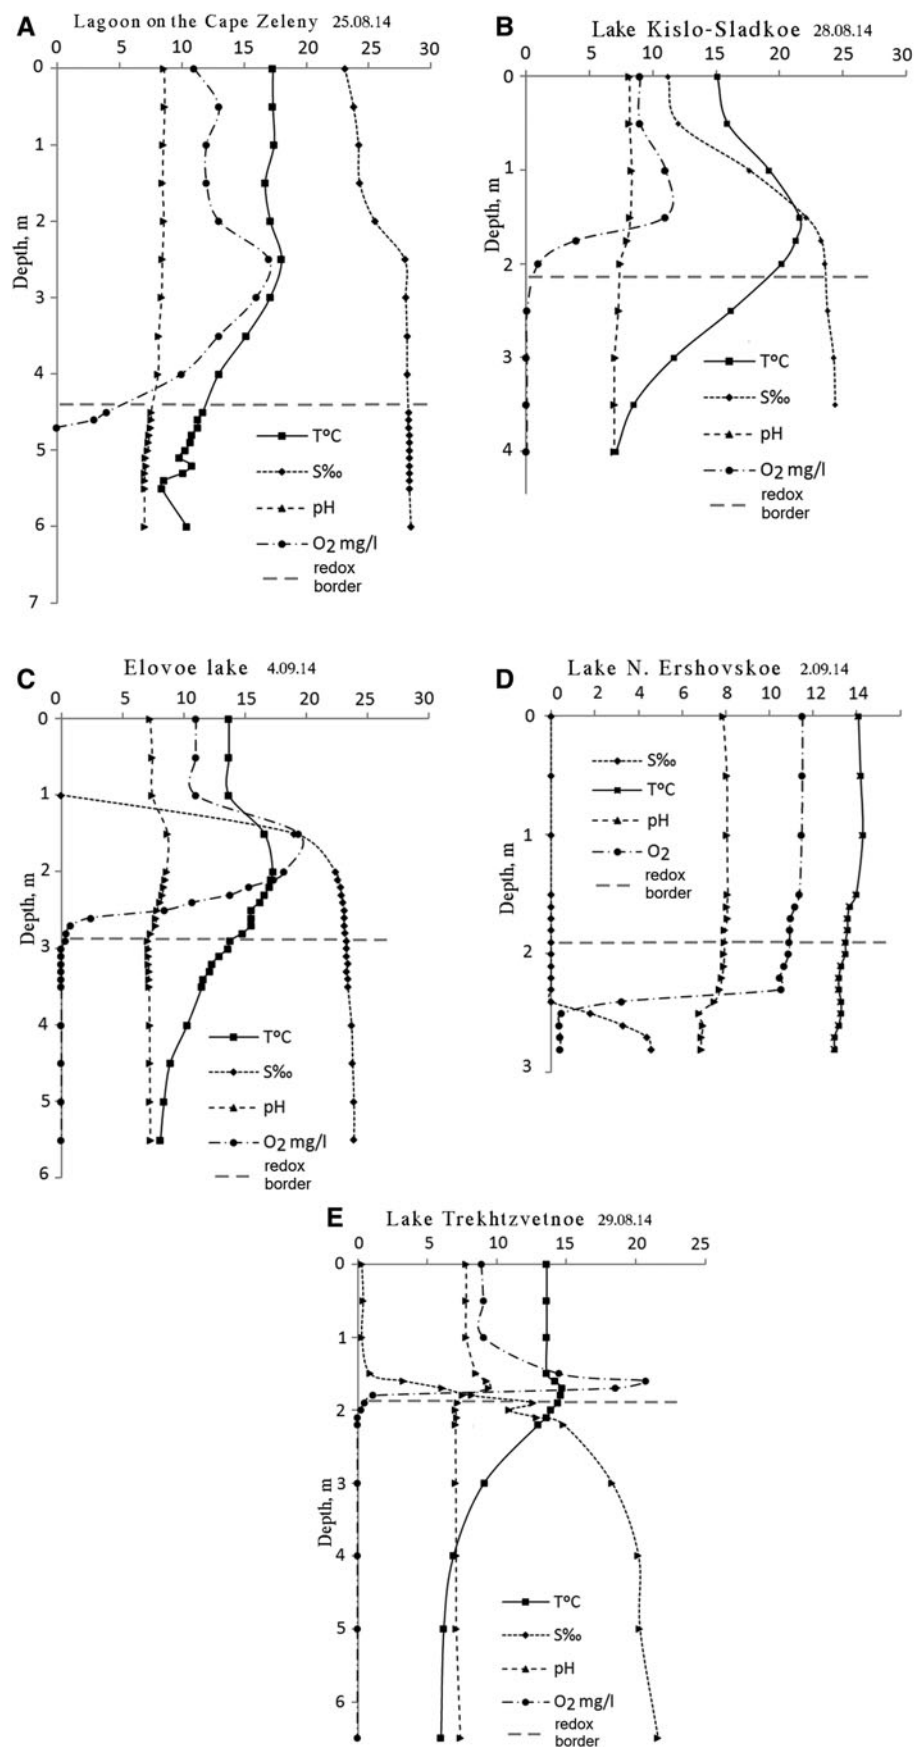 A Lagoon on the Cape Zeleny 25.08.14
0 5 10 15 20 25 30
0
1
2
3
4
5
6
7
Depth, m
T°C
S‰
pH
O2 mg/l
redox
border
B Lake Kislo-Sladkoe 28.08.14
0 5 10 15 20 25 30
0
1
2
3
4
Depth, m
T°C
S‰
pH
O2 mg/l
redox
border
C Elovoe lake 4.09.14
0 5 10 15 20 25 30
0
1
2
3
4
5
6
Depth, m
T°C
S‰
pH
O2 mg/l
redox
border
D Lake N. Ershovskoe 2.09.14
0 2 4 6 8 10 12 14
0
1
2
3
Depth, m
S‰
T°C
pH
O2
redox
border
E Lake Trekhtzvetnoe 29.08.14
0 5 10 15 20 25
0
1
2
3
4
5
6
Depth, m
T°C
S‰
pH
O2 mg/l
redox
border